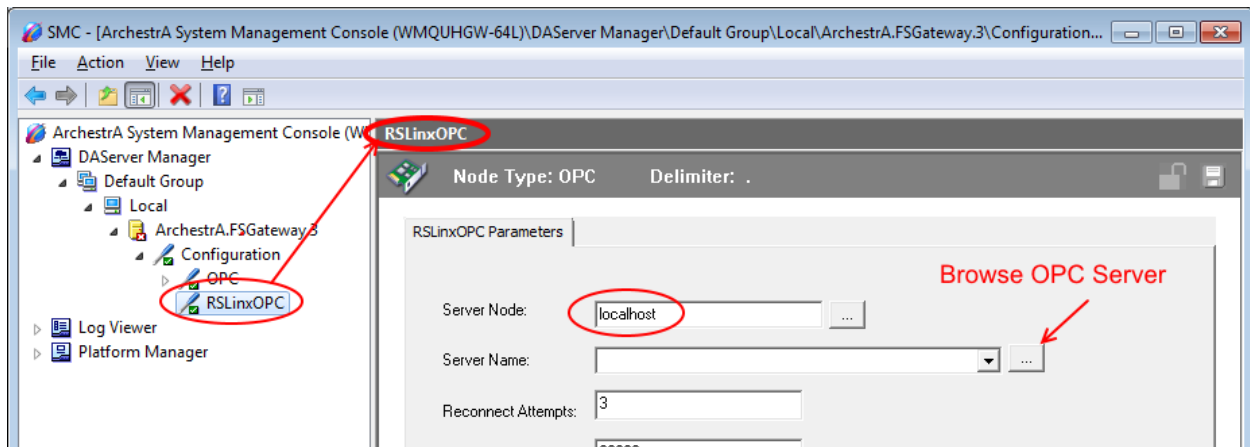 SMC - [ArchestrA System Management Console (WMQUHGW-64L)\DAServer Manager\Default Group\Local\ArchestrA.FSGateway.3\Configuration...
File Action View Help
ArchestrA System Management Console (W
DAServer Manager
Default Group
Local
ArchestrA.FSGateway.3
Configuration
OPC
RSLinxOPC
Log Viewer
Platform Manager
RSLinxOPC
Node Type: OPC Delimiter: .
RSLinxOPC Parameters
Browse OPC Server
Server Node: localhost ...
Server Name: ...
Reconnect Attempts: 3